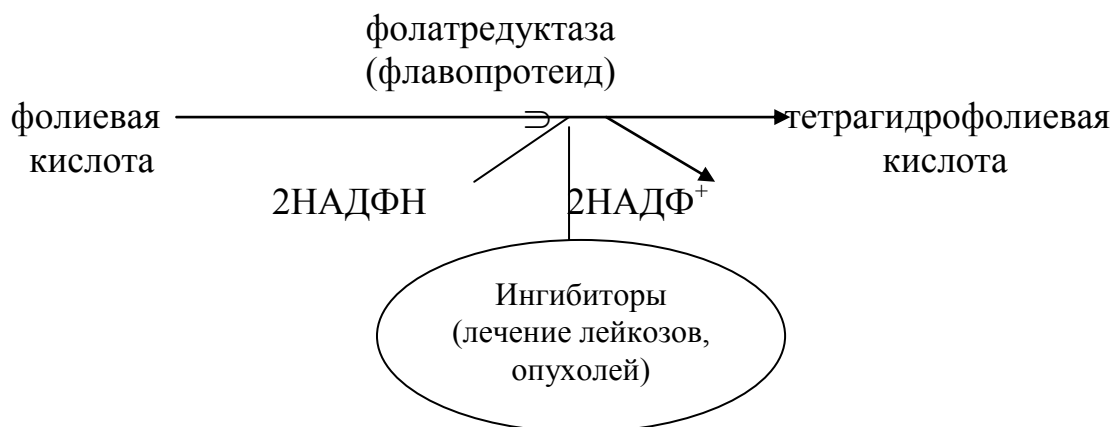 фолатредуктаза
(флавопротеид)
фолиевая
кислота
тетрагидрофолиевая
кислота
2НАДФН
2НАДФ⁺
Ингибиторы
(лечение лейкозов,
опухолей)